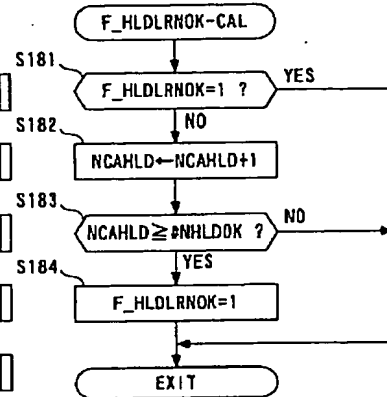 F_HLDLRNOK-CAL
S181
F_HLDLRNOK=1 ?
YES
NO
S182
NCAHLD←NCAHLD+1
S183
NCAHLD≧#NHLDOK ?
NO
YES
S184
F_HLDLRNOK=1
EXIT